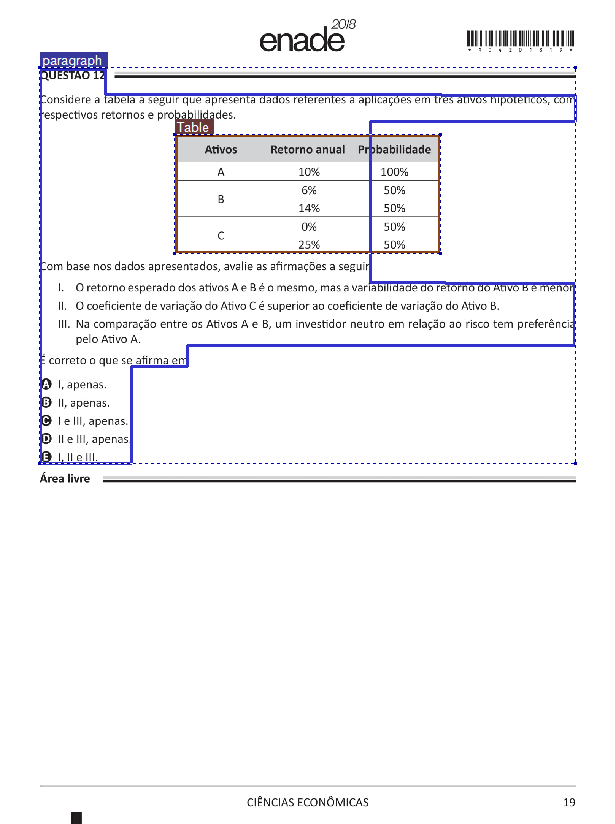 enade 2018
*R0420181319*
paragraph
QUESTÃO 12
Considere a tabela a seguir que apresenta dados referentes a aplicações em três ativos hipotéticos, com
respectivos retornos e probabilidades.
Table
Ativos Retorno anual Probabilidade
A 10% 100%
B 6% 50%
14% 50%
C 0% 50%
25% 50%
Com base nos dados apresentados, avalie as afirmações a seguir
I. O retorno esperado dos ativos A e B é o mesmo, mas a variabilidade do retorno do Ativo B é menor
II. O coeficiente de variação do Ativo C é superior ao coeficiente de variação do Ativo B.
III. Na comparação entre os Ativos A e B, um investidor neutro em relação ao risco tem preferência
pelo Ativo A.
É correto o que se afirma em
A I, apenas.
B II, apenas.
C I e III, apenas.
D II e III, apenas
E I, II e III.
Área livre
CIÊNCIAS ECONÔMICAS 19